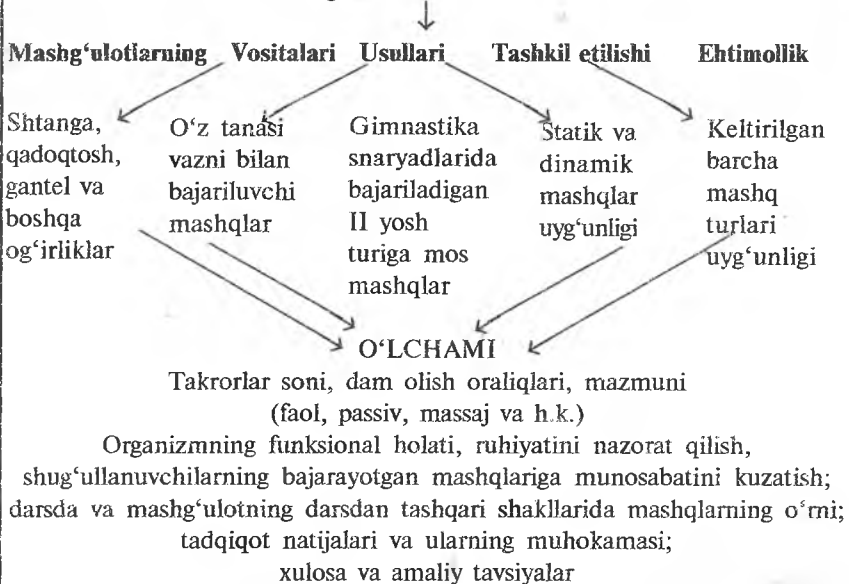 Mashg‘ulotlarning Vositalari Usullari Tashkil etilishi Ehtimollik
Shtanga,
qadoqtosh,
gantel va
boshqa
og‘irliklar
O‘z tanasi
vazni bilan
bajariluvchi
mashqlar
Gimnastika
snaryadlarida
bajariladigan
II yosh
turiga mos
mashqlar
Statik va
dinamik
mashqlar
uyg‘unligi
Keltirilgan
barcha
mashq
turlari
uyg‘unligi
O‘LCHAMI
Takrorlar soni, dam olish oraliqlari, mazmuni
(faol, passiv, massaj va h.k.)
Organizmning funksional holati, ruhiyatini nazorat qilish,
shug‘ullanuvchilarning bajarayotgan mashqlariga munosabatini kuzatish;
darsda va mashg‘ulotning darsdan tashqari shakllarida mashqlarning o‘rni;
tadqiqot natijalari va ularning muhokamasi;
xulosa va amaliy tavsiyalar